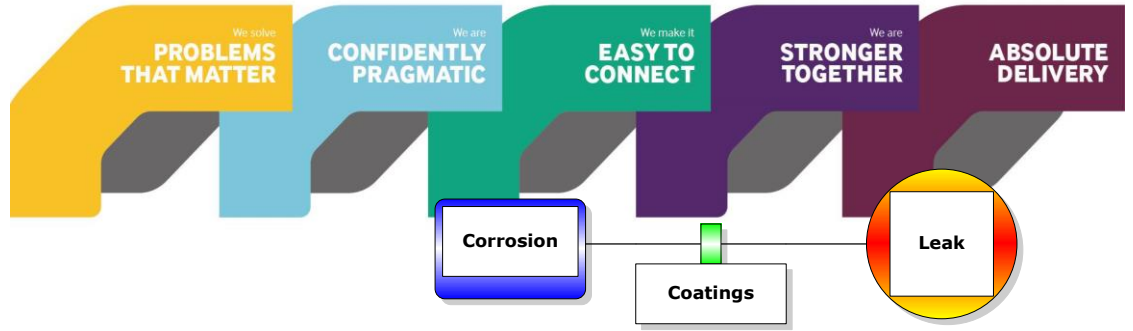 We solve
PROBLEMS
THAT MATTER
We are
CONFIDENTLY
PRAGMATIC
We make it
EASY TO
CONNECT
We are
STRONGER
TOGETHER
ABSOLUTE
DELIVERY
Corrosion
Coatings
Leak